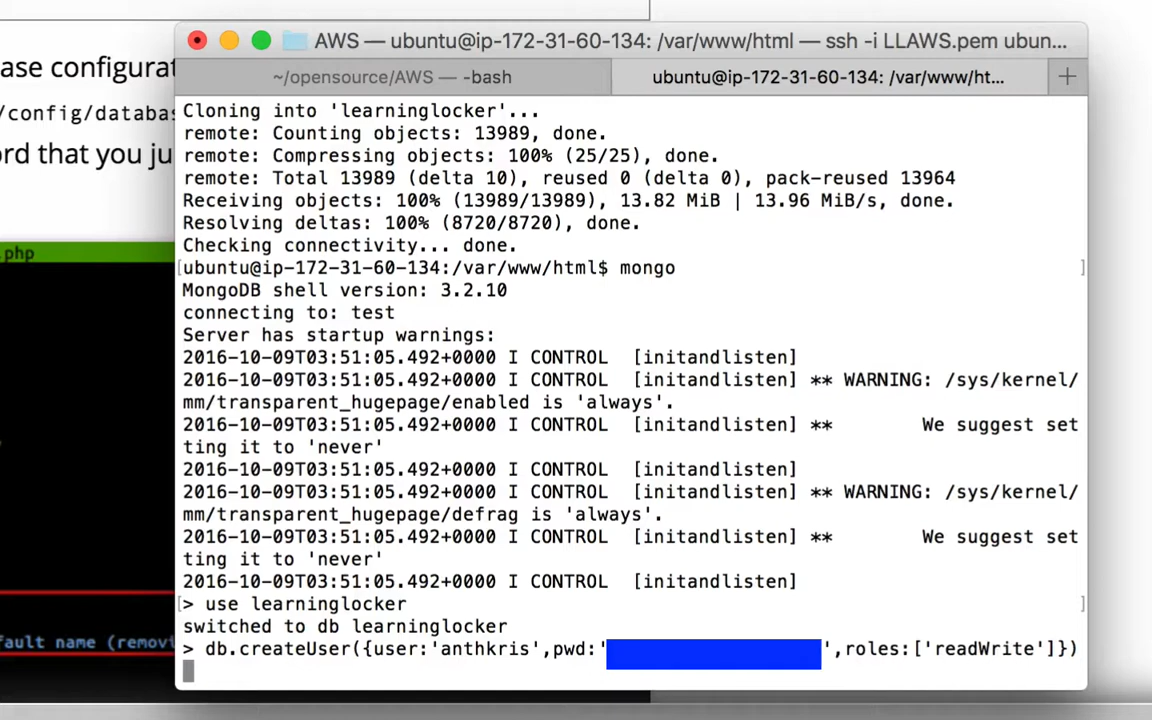 AWS — ubuntu@ip-172-31-60-134: /var/www/html — ssh -i LLAWS.pem ubun...
ase configurat
~/opensource/AWS — -bash
ubuntu@ip-172-31-60-134: /var/www/ht...
+
/config/databas
ord that you ju
.php
fault name (removi
Cloning into 'learninglocker'...
remote: Counting objects: 13989, done.
remote: Compressing objects: 100% (25/25), done.
remote: Total 13989 (delta 10), reused 0 (delta 0), pack-reused 13964
Receiving objects: 100% (13989/13989), 13.82 MiB | 13.96 MiB/s, done.
Resolving deltas: 100% (8720/8720), done.
Checking connectivity... done.
[ubuntu@ip-172-31-60-134:/var/www/html$ mongo ]
MongoDB shell version: 3.2.10
connecting to: test
Server has startup warnings:
2016-10-09T03:51:05.492+0000 I CONTROL  [initandlisten]
2016-10-09T03:51:05.492+0000 I CONTROL  [initandlisten] ** WARNING: /sys/kernel/
mm/transparent_hugepage/enabled is 'always'.
2016-10-09T03:51:05.492+0000 I CONTROL  [initandlisten] **        We suggest set
ting it to 'never'
2016-10-09T03:51:05.492+0000 I CONTROL  [initandlisten]
2016-10-09T03:51:05.492+0000 I CONTROL  [initandlisten] ** WARNING: /sys/kernel/
mm/transparent_hugepage/defrag is 'always'.
2016-10-09T03:51:05.492+0000 I CONTROL  [initandlisten] **        We suggest set
ting it to 'never'
2016-10-09T03:51:05.492+0000 I CONTROL  [initandlisten]
[> use learninglocker ]
switched to db learninglocker
> db.createUser({user:'anthkris',pwd:' ',roles:['readWrite']})